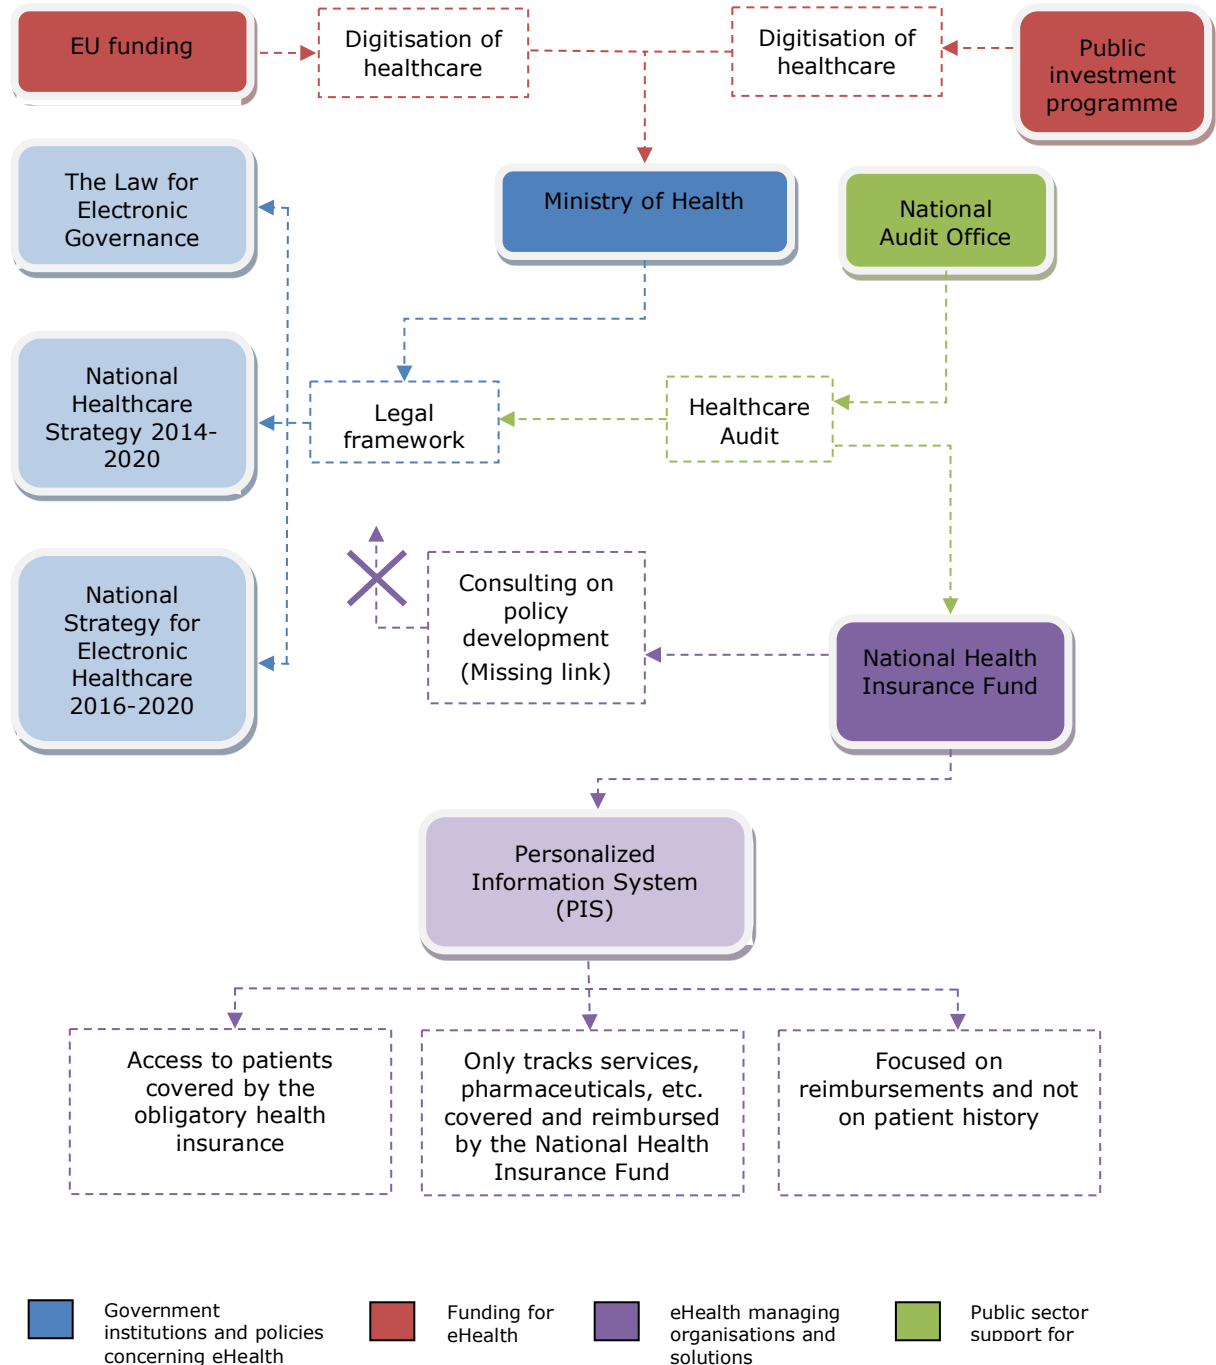 EU funding
Digitisation of
healthcare
Digitisation of
healthcare
Public
investment
programme
The Law for
Electronic
Governance
Ministry of Health
National
Audit Office
National
Healthcare
Strategy 2014-
2020
Legal
framework
Healthcare
Audit
National
Strategy for
Electronic
Healthcare
2016-2020
Consulting on
policy
development
(Missing link)
National Health
Insurance Fund
Personalized
Information System
(PIS)
Access to patients
covered by the
obligatory health
insurance
Only tracks services,
pharmaceuticals, etc.
covered and reimbursed
by the National Health
Insurance Fund
Focused on
reimbursements and not
on patient history
Government
institutions and policies
concerning eHealth
Funding for
eHealth
eHealth managing
organisations and
solutions
Public sector
support for